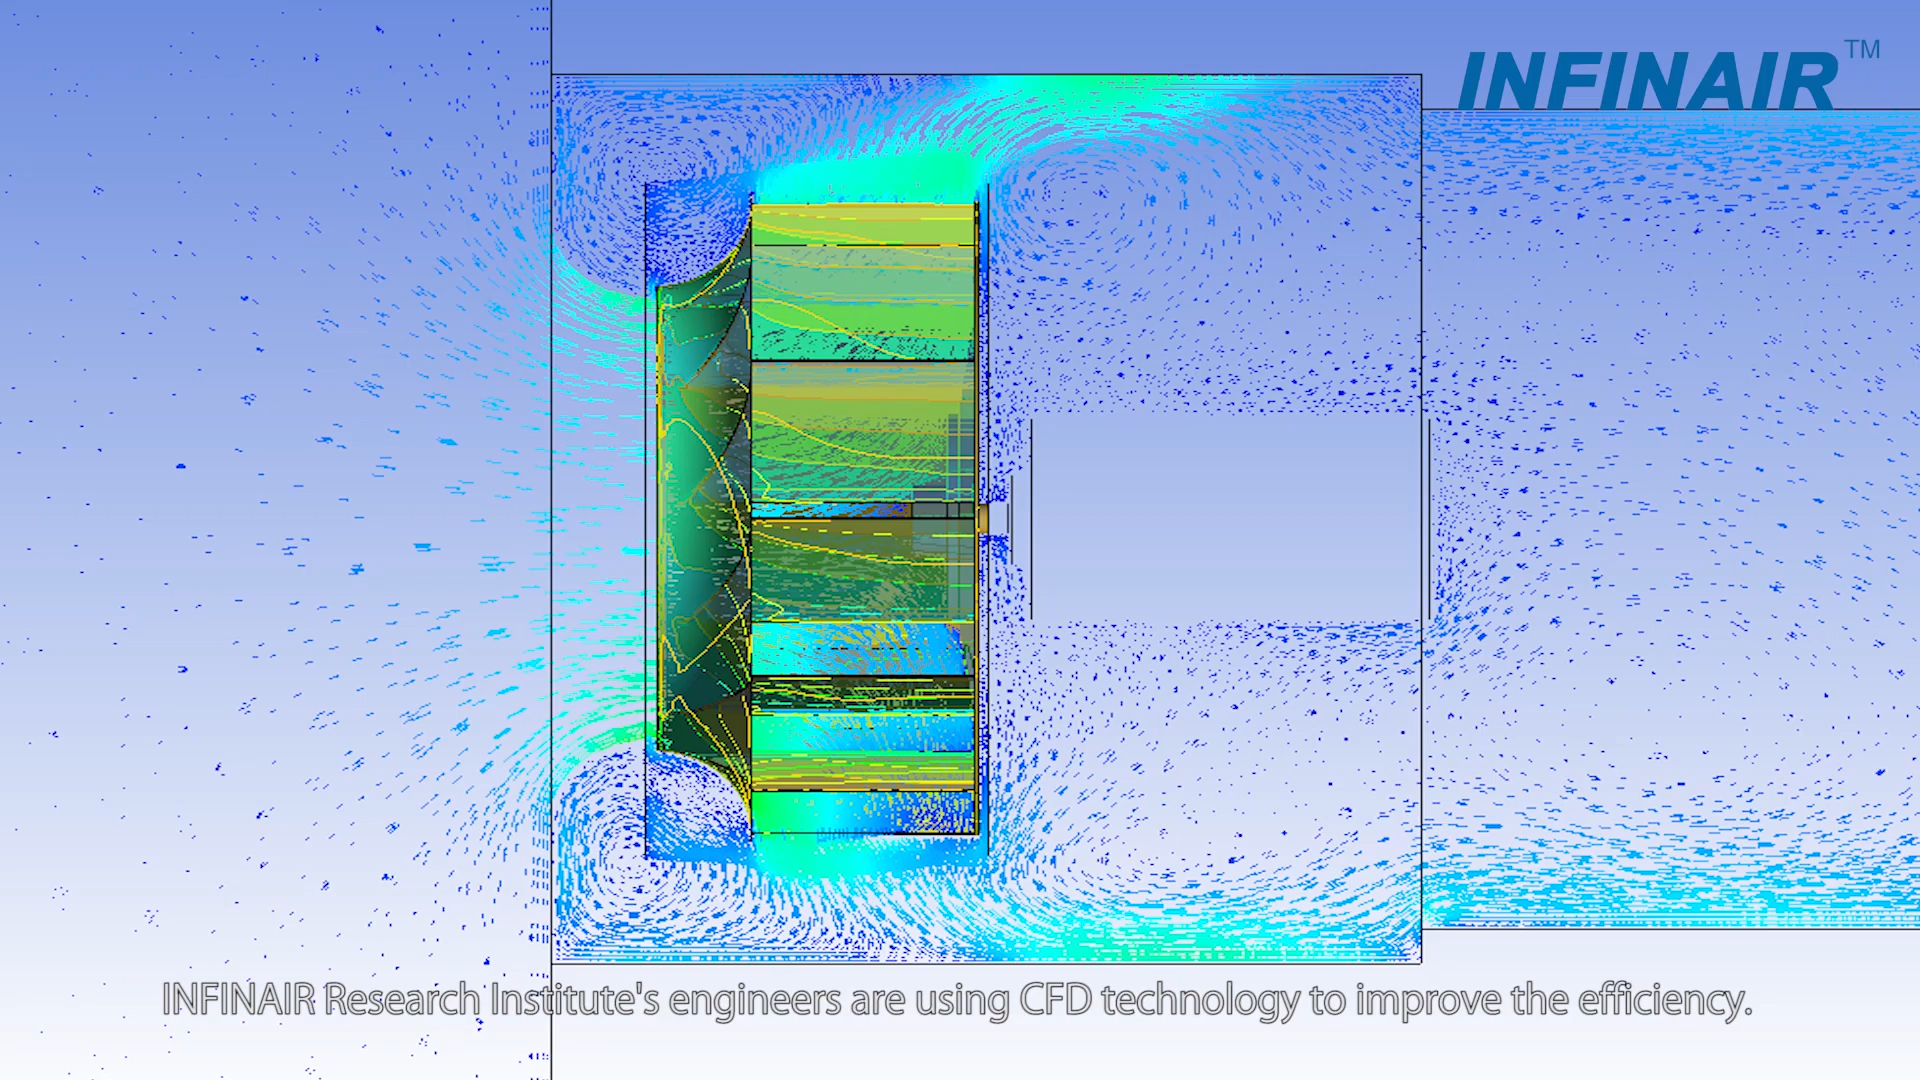 INFINAIR™
INFINAIR Research Institute's engineers are using CFD technology to improve the efficiency.